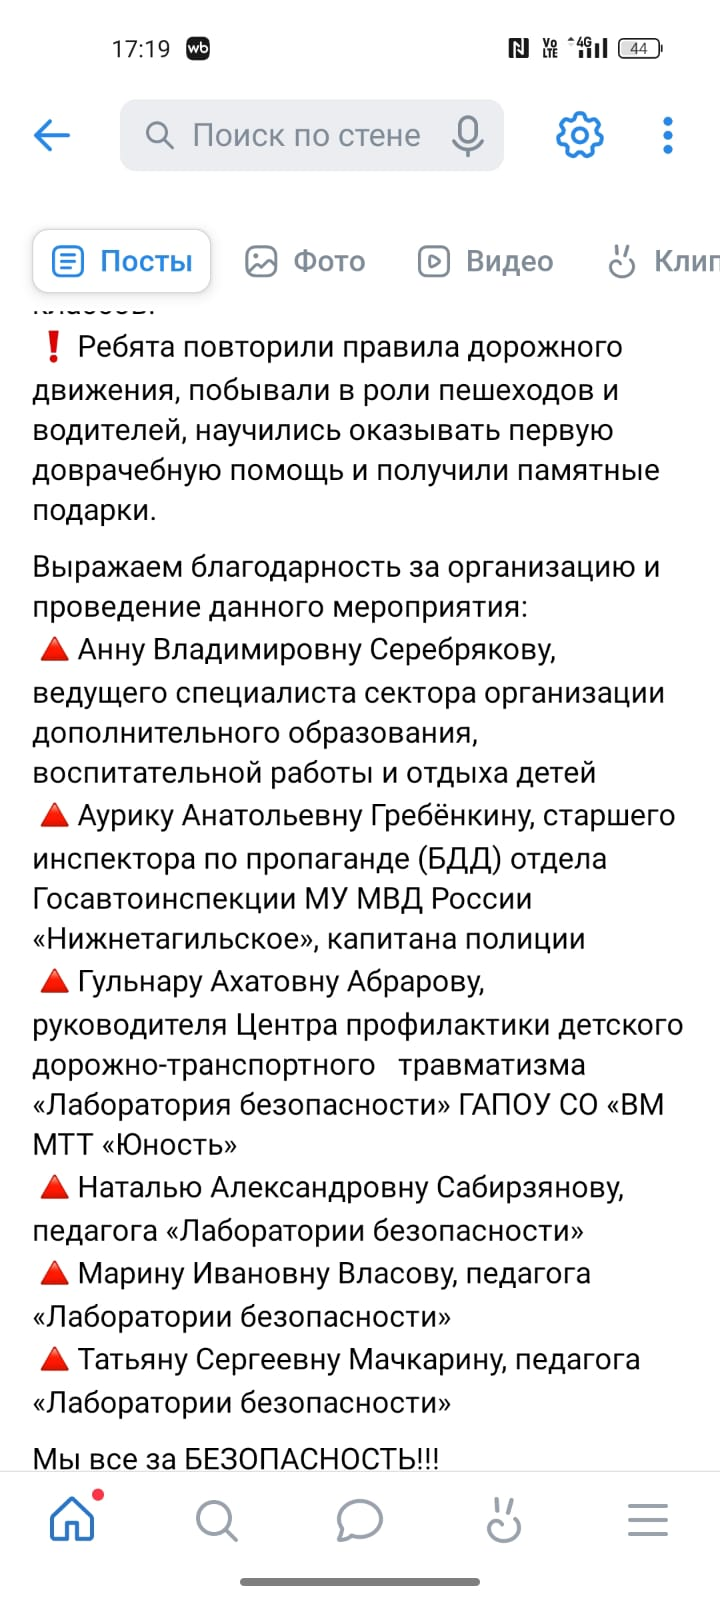 17:19 wb VoLTE 4G 44
Поиск по стене
Посты Фото Видео Клип
классов.
❗ Ребята повторили правила дорожного
движения, побывали в роли пешеходов и
водителей, научились оказывать первую
доврачебную помощь и получили памятные
подарки.
Выражаем благодарность за организацию и
проведение данного мероприятия:
🔺 Анну Владимировну Серебрякову,
ведущего специалиста сектора организации
дополнительного образования,
воспитательной работы и отдыха детей
🔺 Аурику Анатольевну Гребёнкину, старшего
инспектора по пропаганде (БДД) отдела
Госавтоинспекции МУ МВД России
«Нижнетагильское», капитана полиции
🔺 Гульнару Ахатовну Абрарову,
руководителя Центра профилактики детского
дорожно-транспортного травматизма
«Лаборатория безопасности» ГАПОУ СО «ВМ
МТТ «Юность»
🔺 Наталью Александровну Сабирзянову,
педагога «Лаборатории безопасности»
🔺 Марину Ивановну Власову, педагога
«Лаборатории безопасности»
🔺 Татьяну Сергеевну Мачкарину, педагога
«Лаборатории безопасности»
Мы все за БЕЗОПАСНОСТЬ!!!